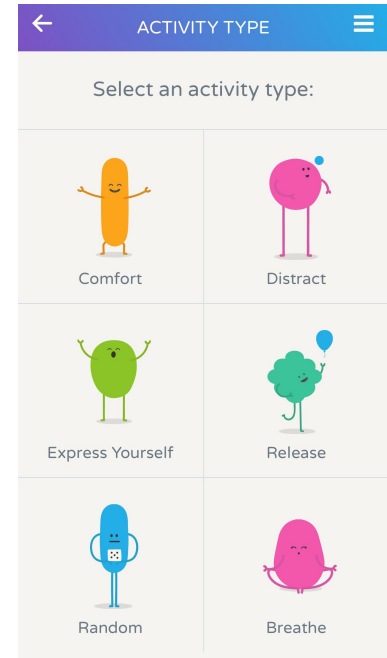 ACTIVITY TYPE
Select an activity type:
Comfort
Distract
Express Yourself
Release
Random
Breathe